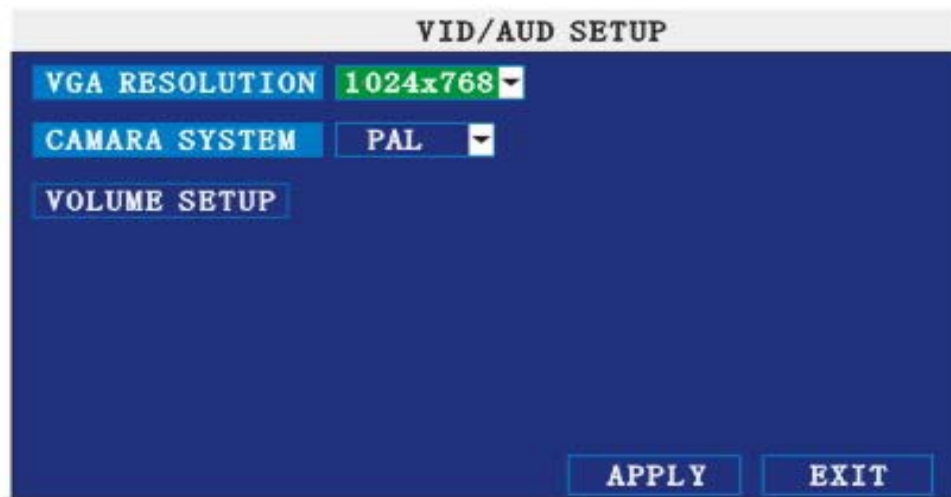 VID/AUD SETUP
VGA RESOLUTION 1024x768
CAMARA SYSTEM PAL
VOLUME SETUP
APPLY EXIT